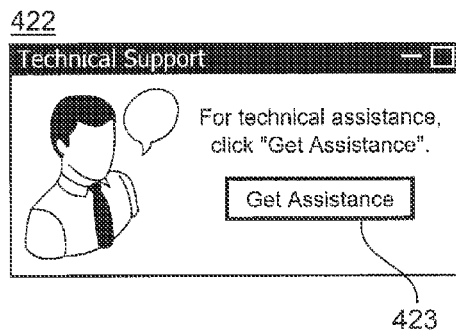 422
Technical Support
For technical assistance,
click "Get Assistance".
Get Assistance
423